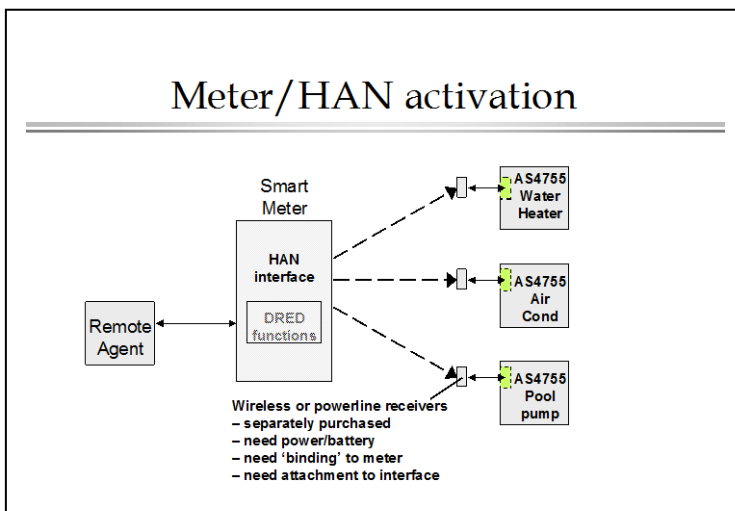 Meter/HAN activation
Smart
Meter
HAN
interface
DRED
functions
Remote
Agent
AS4755
Water
Heater
AS4755
Air
Cond
AS4755
Pool
pump
Wireless or powerline receivers
– separately purchased
– need power/battery
– need ‘binding’ to meter
– need attachment to interface